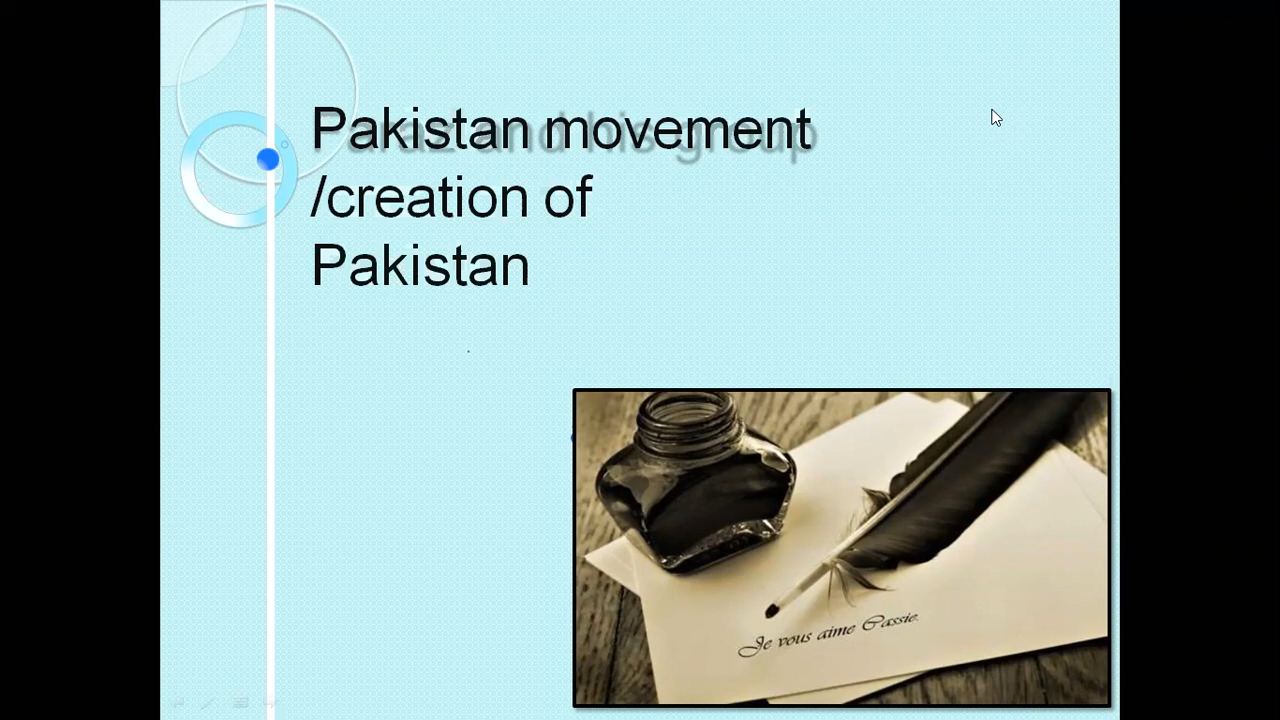 Pakistan movement
/creation of
Pakistan
Je vous aime Cassie.